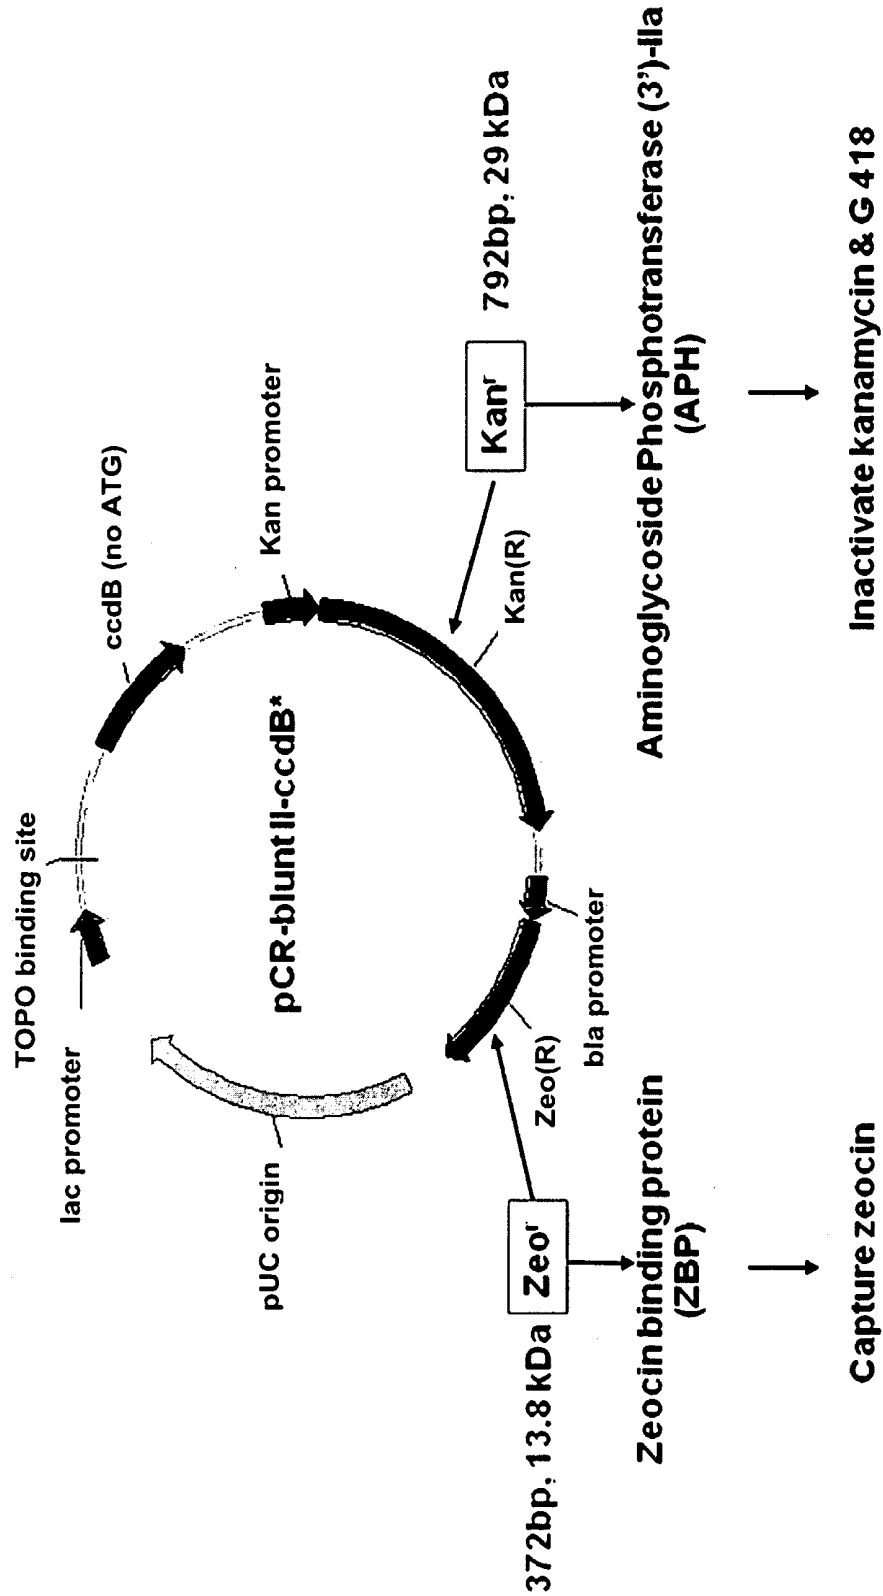 TOPO binding site
lac promoter
ccdB (no ATG)
pUC origin
pCR-blunt II-ccdB*
Kan promoter
Zeo(R)
bla promoter
Kan(R)
372bp, 13.8 kDa
Zeoʳ
Kanʳ
792bp, 29 kDa
Zeocin binding protein
(ZBP)
Aminoglycoside Phosphotransferase (3')-IIa
(APH)
Capture zeocin
Inactivate kanamycin & G 418